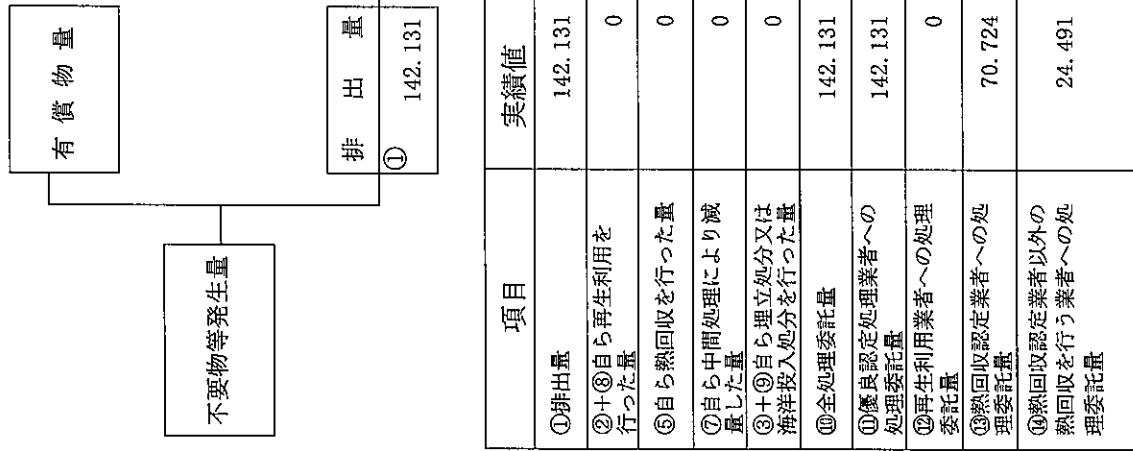 不要物等発生量
有償物量
排出量
①
142.131
項目
実績値
①排出量
142.131
②＋⑧自ら再生利用を
行った量
0
⑤自ら熱回収を行った量
0
⑦自ら中間処理により減
量した量
0
③＋⑨自ら埋立処分又は
海洋投入処分を行った量
0
⑩全処理委託量
142.131
⑪優良認定処理業者への
処理委託量
142.131
⑫再生利用業者への処理
委託量
0
⑬熱回収認定業者への処
理委託量
70.724
⑭熱回収認定業者以外の
熱回収を行う業者への処
理委託量
24.491